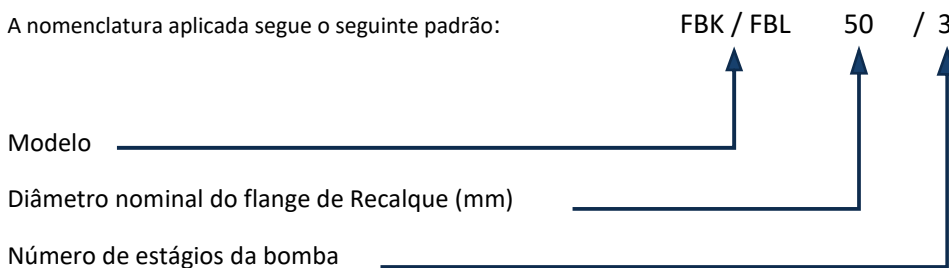 A nomenclatura aplicada segue o seguinte padrão: FBK / FBL 50 / 3
Modelo
Diâmetro nominal do flange de Recalque (mm)
Número de estágios da bomba